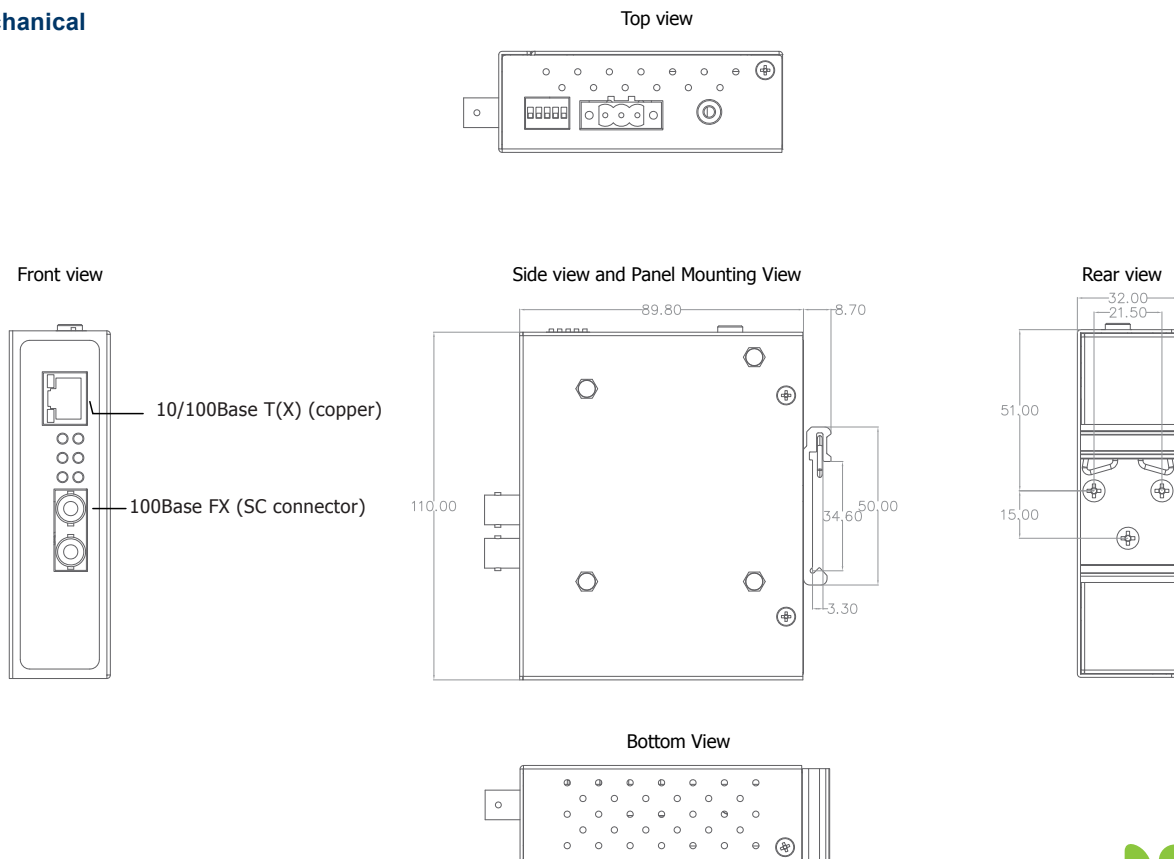 chanical
Top view
Front view
Side view and Panel Mounting View
Rear view
89.80
8.70
32.00
21.50
10/100Base T(X) (copper)
51.00
100Base FX (SC connector)
110.00
34.60
50.00
15.00
3.30
Bottom View